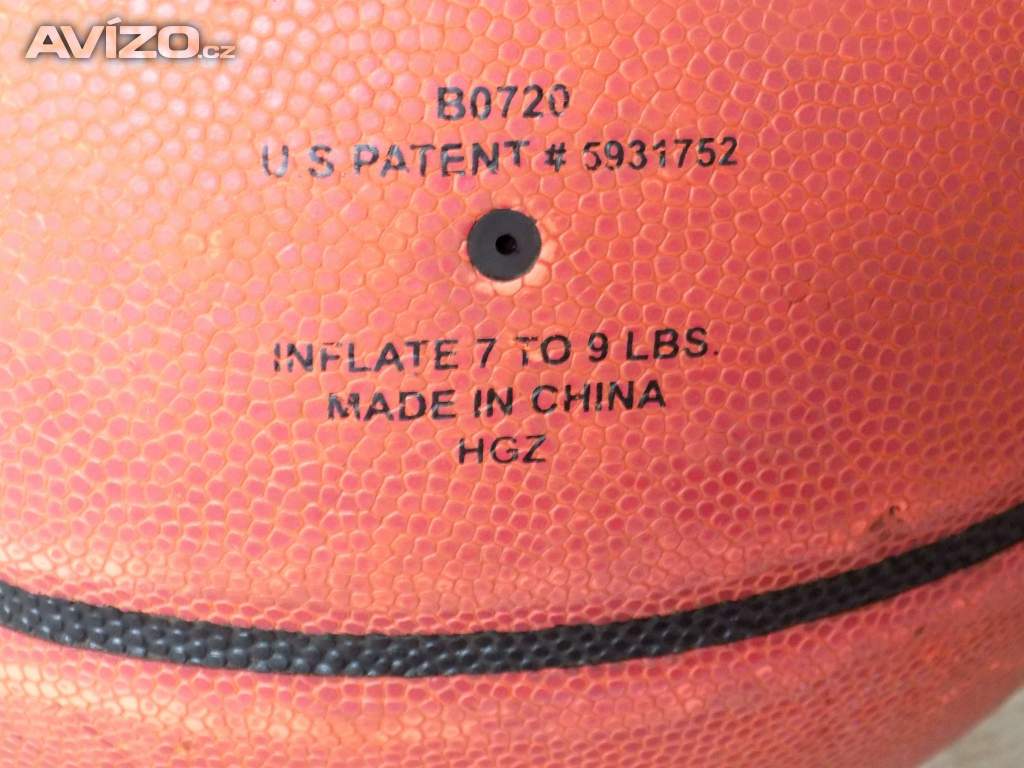 AVÍZO.cz
B0720
U S PATENT # 5931752
INFLATE 7 TO 9 LBS.
MADE IN CHINA
HGZ